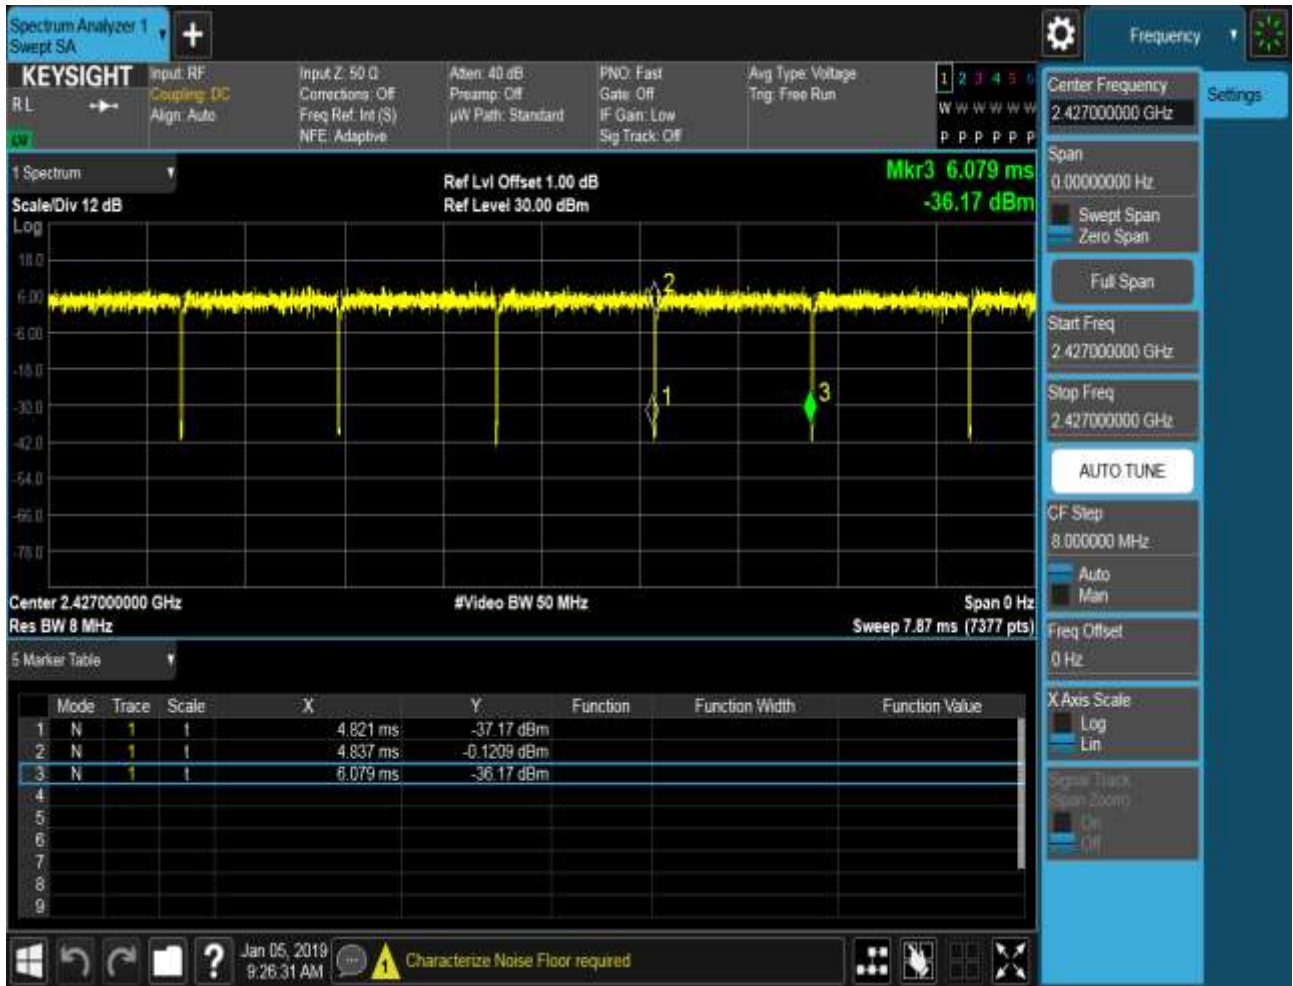 Spectrum Analyzer 1
Swept SA
+
Frequency
KEYSIGHT
RL
Input: RF
Coupling: DC
Align: Auto
Input Z: 50 Ω
Corrections: Off
Freq Ref: Int (S)
NFE: Adaptive
Atten: 40 dB
Preamp: Off
µW Path: Standard
PNO: Fast
Gate: Off
IF Gain: Low
Sig Track: Off
Avg Type: Voltage
Trig: Free Run
1 2 3 4 5 6
W W W W W W
P P P P P P
Center Frequency
2.427000000 GHz
Settings
1 Spectrum
Scale/Div 12 dB
Ref Lvl Offset 1.00 dB
Ref Level 30.00 dBm
Mkr3 6.079 ms
-36.17 dBm
Log
18.0
6.00
-6.00
-18.0
-30.0
-42.0
-54.0
-66.0
-78.0
2
1
3
Center 2.427000000 GHz
#Video BW 50 MHz
Span 0 Hz
Res BW 8 MHz
Sweep 7.87 ms (7377 pts)
Span
0.00000000 Hz
Swept Span
Zero Span
Full Span
Start Freq
2.427000000 GHz
Stop Freq
2.427000000 GHz
AUTO TUNE
CF Step
8.000000 MHz
Auto
Man
Freq Offset
0 Hz
X Axis Scale
Log
Lin
Signal Track
(Span Zoom)
On
Off
5 Marker Table
Mode Trace Scale X Y Function Function Width Function Value
1 N 1 t 4.821 ms -37.17 dBm
2 N 1 t 4.837 ms -0.1209 dBm
3 N 1 t 6.079 ms -36.17 dBm
4
5
6
7
8
9
?
Jan 05, 2019
9:26:31 AM
1
Characterize Noise Floor required